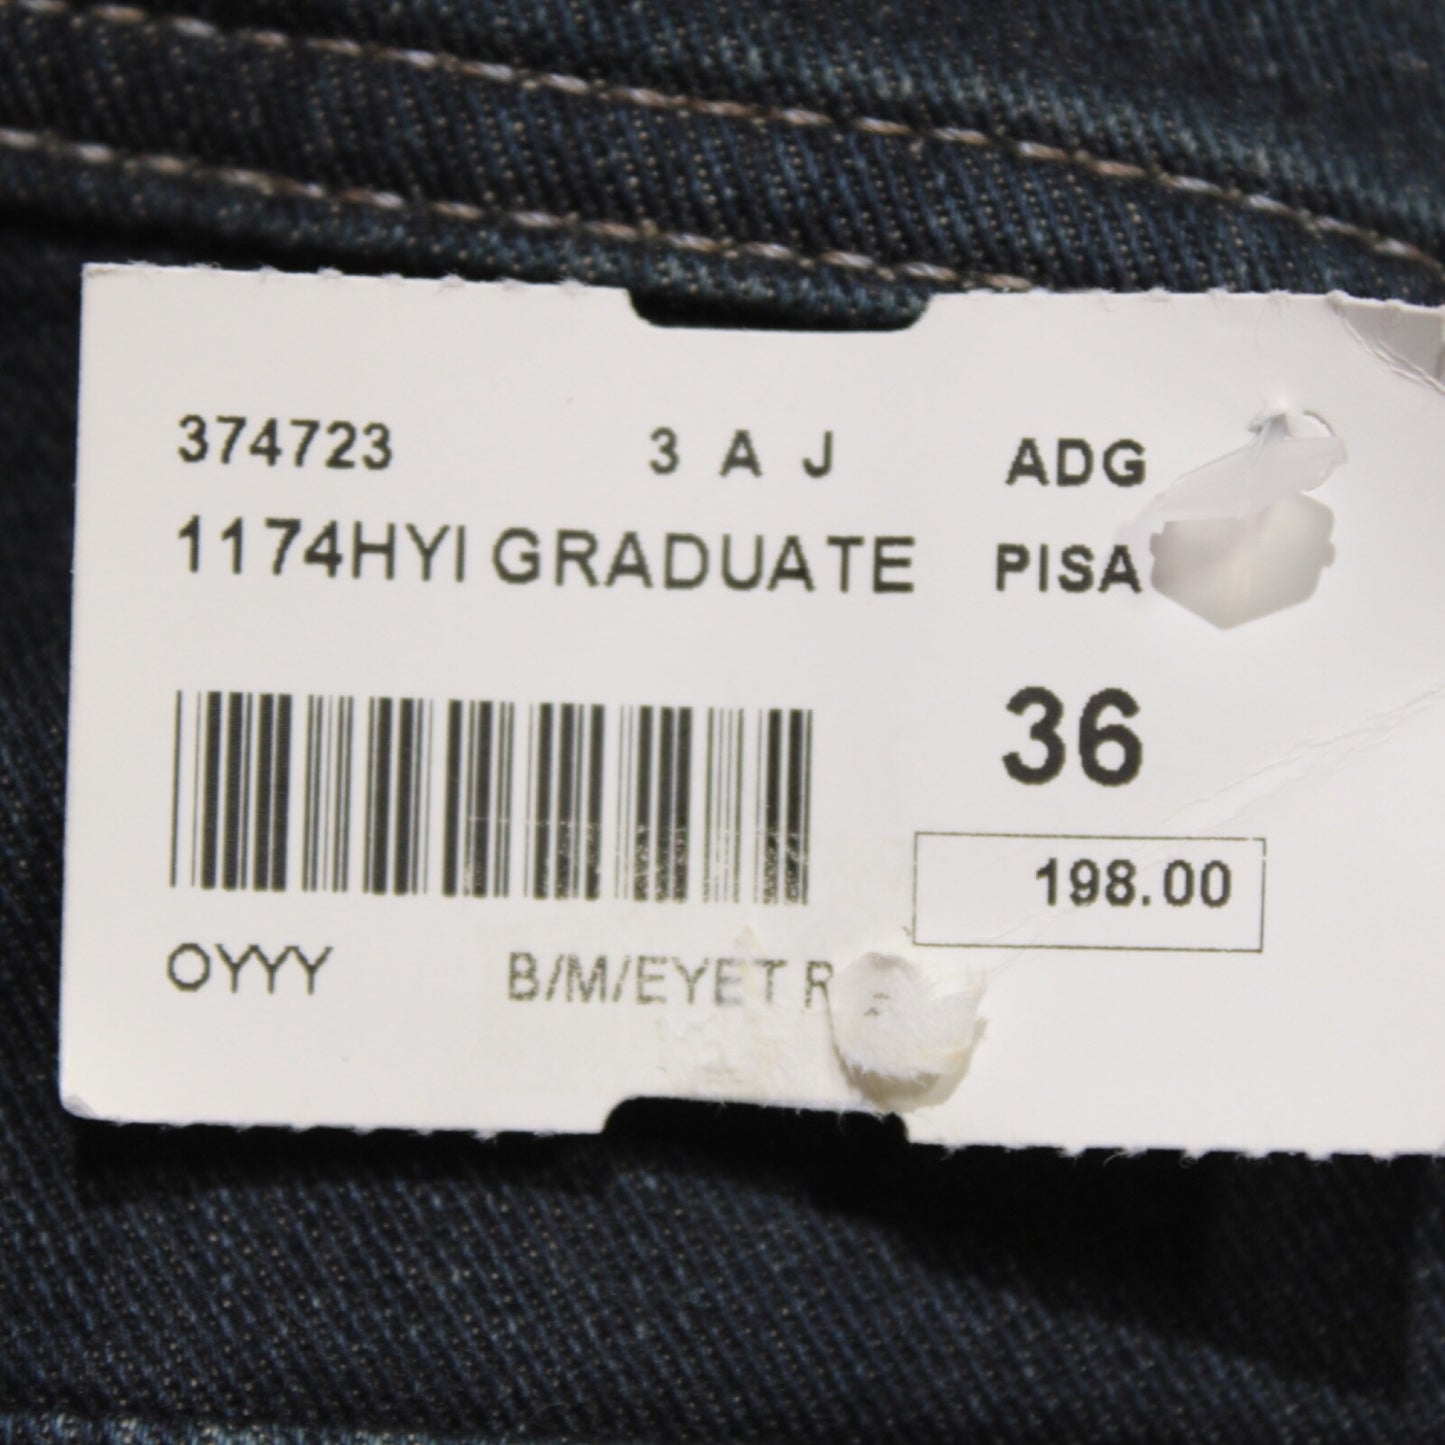 374723 3 A J ADG
1174HYI GRADUATE PISA
36
198.00
OYYY B/M/EYET R